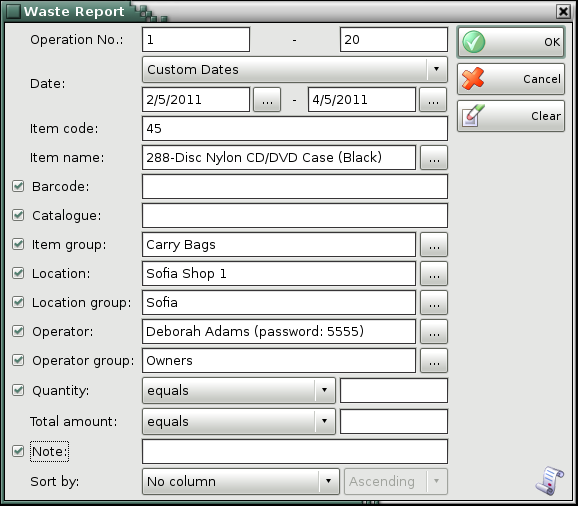 Waste Report
Operation No.: 1 - 20 OK
Date: Custom Dates Cancel
2/5/2011 ... - 4/5/2011 ...
Item code: 45 Clear
Item name: 288-Disc Nylon CD/DVD Case (Black) ...
Barcode:
Catalogue:
Item group: Carry Bags ...
Location: Sofia Shop 1 ...
Location group: Sofia ...
Operator: Deborah Adams (password: 5555) ...
Operator group: Owners ...
Quantity: equals
Total amount: equals
Note:
Sort by: No column Ascending